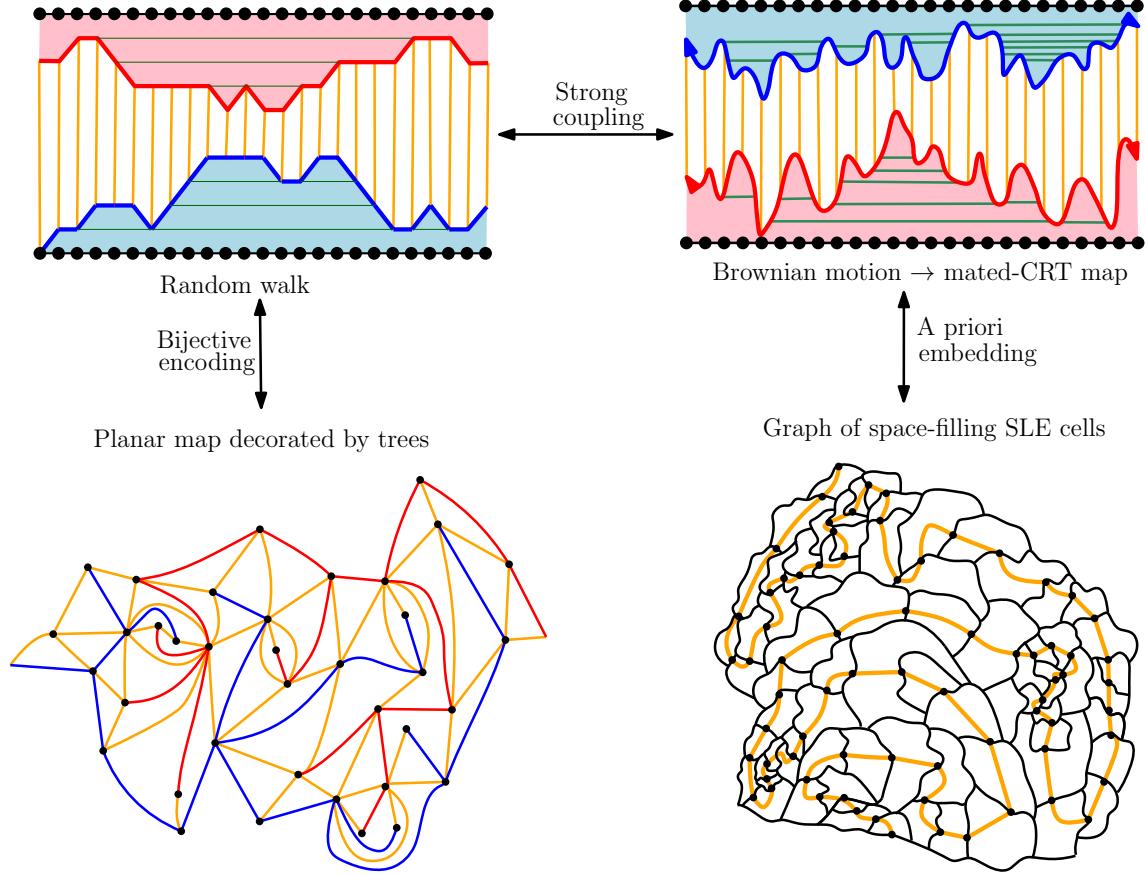 Strong
coupling
Random walk
Brownian motion → mated-CRT map
Bijective
encoding
A priori
embedding
Planar map decorated by trees
Graph of space-filling SLE cells